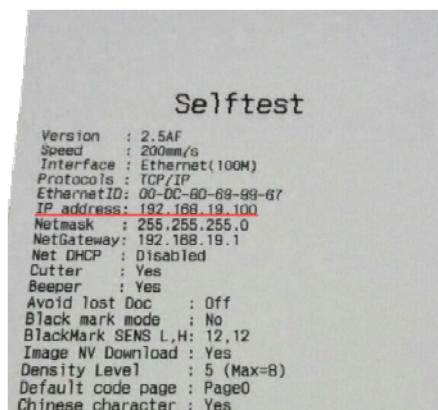 Selftest
Version : 2.5AF
Speed : 200mm/s
Interface : Ethernet(100M)
Protocols : TCP/IP
EthernetID: 00-DC-80-69-99-67
IP address: 192.168.19.100
Netmask : 255.255.255.0
NetGateway: 192.168.19.1
Net DHCP : Disabled
Cutter : Yes
Beeper : Yes
Avoid lost Doc : Off
Black mark mode : No
BlackMark SENS L,H: 12,12
Image NV Download : Yes
Density Level : 5 (Max=8)
Default code page : Page0
Chinese character : Yes